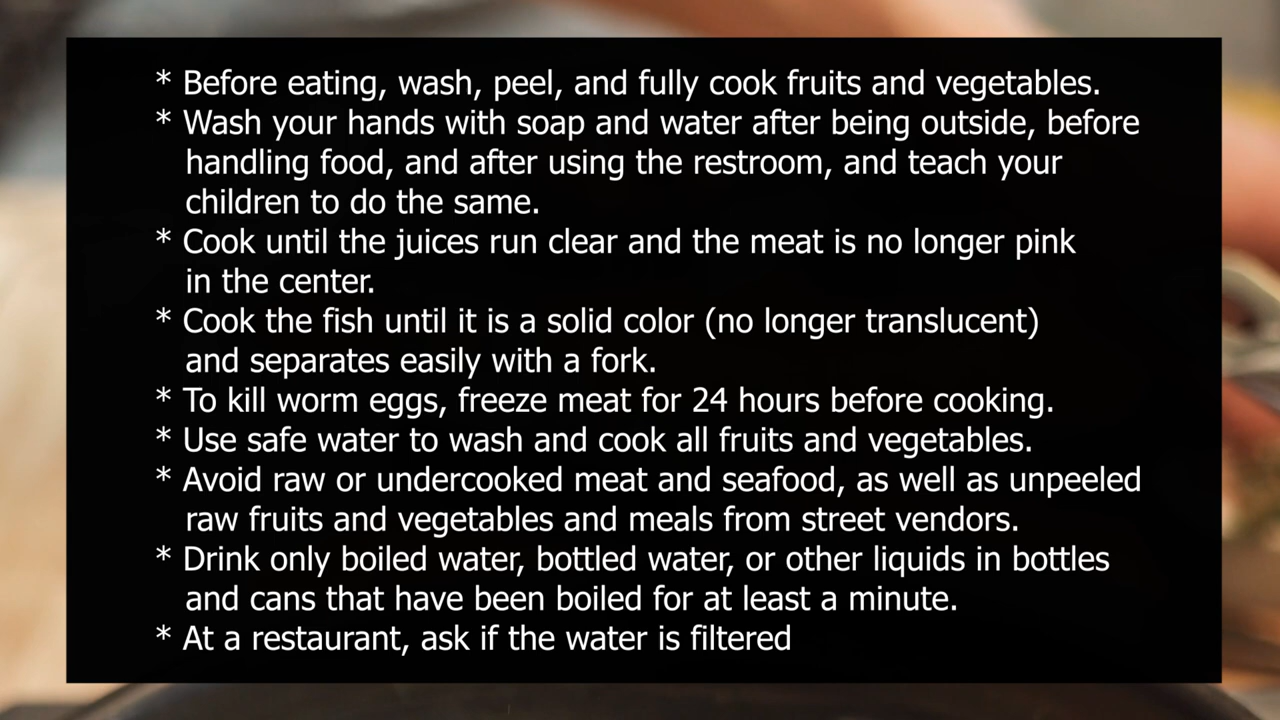 * Before eating, wash, peel, and fully cook fruits and vegetables.
* Wash your hands with soap and water after being outside, before
handling food, and after using the restroom, and teach your
children to do the same.
* Cook until the juices run clear and the meat is no longer pink
in the center.
* Cook the fish until it is a solid color (no longer translucent)
and separates easily with a fork.
* To kill worm eggs, freeze meat for 24 hours before cooking.
* Use safe water to wash and cook all fruits and vegetables.
* Avoid raw or undercooked meat and seafood, as well as unpeeled
raw fruits and vegetables and meals from street vendors.
* Drink only boiled water, bottled water, or other liquids in bottles
and cans that have been boiled for at least a minute.
* At a restaurant, ask if the water is filtered